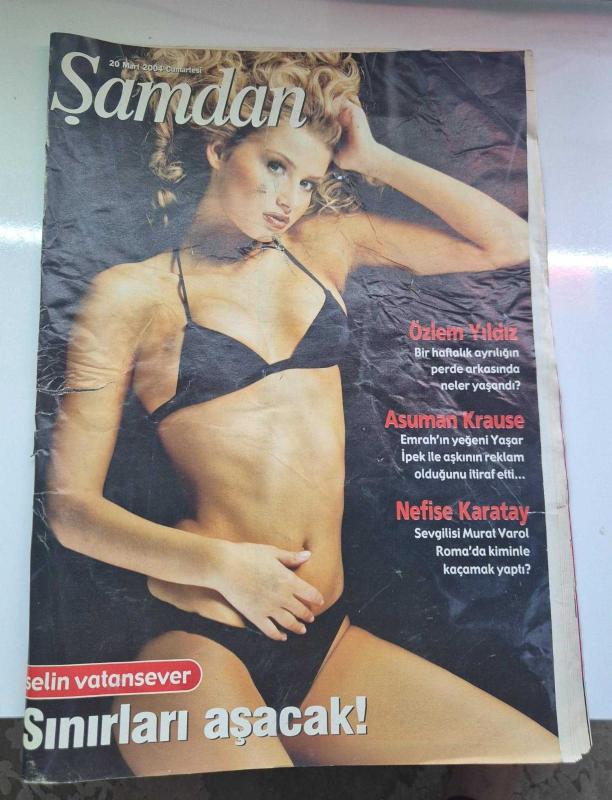 20 Mart 2004 Cumartesi
Şamdan
Özlem Yıldız
Bir haftalık ayrılığın
perde arkasında
neler yaşandı?
Asuman Krause
Emrah'ın yeğeni Yaşar
İpek ile aşkının reklam
olduğunu itiraf etti...
Nefise Karatay
Sevgilisi Murat Varol
Roma'da kiminle
kaçamak yaptı?
selin vatansever
Sınırları aşacak!